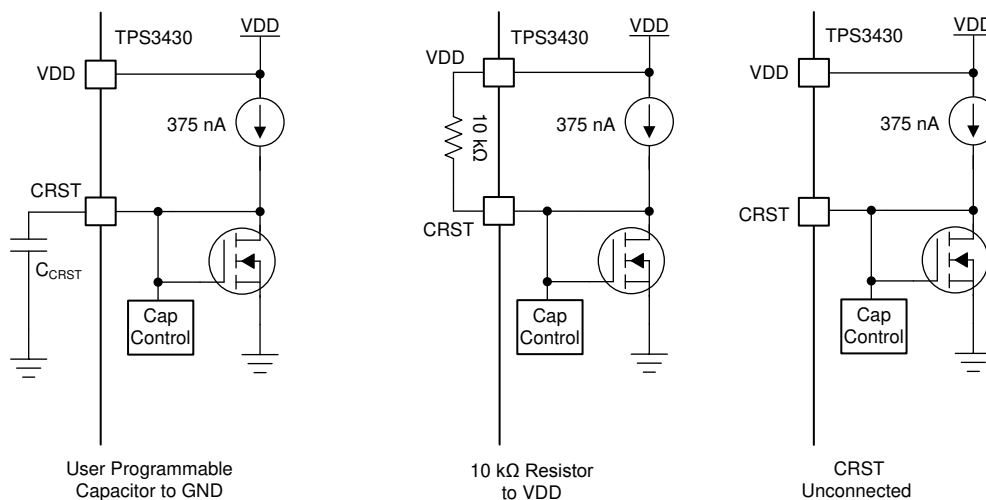 TPS3430
VDD
VDD
375 nA
CRST
C_CRST
Cap
Control
User Programmable
Capacitor to GND
TPS3430
VDD
VDD
10 kΩ
375 nA
CRST
Cap
Control
10 kΩ Resistor
to VDD
TPS3430
VDD
VDD
375 nA
CRST
Cap
Control
CRST
Unconnected